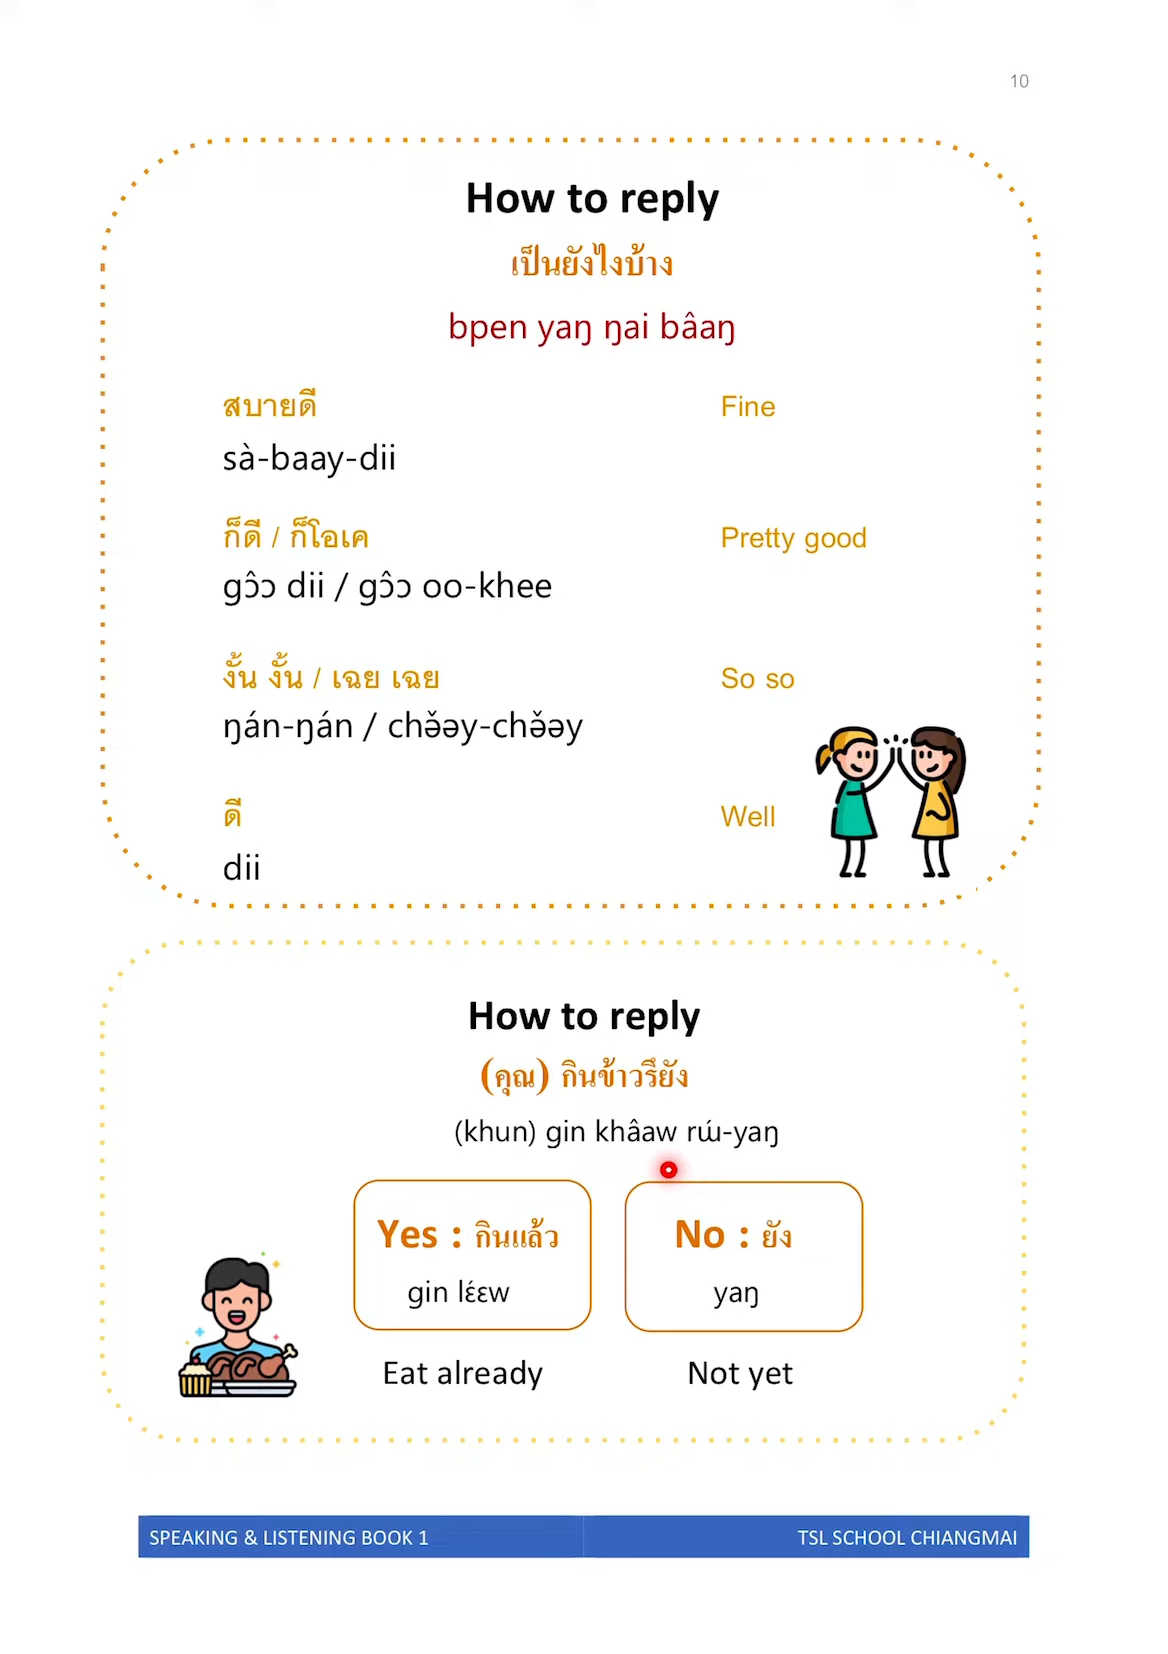 10
How to reply
เป็นยังไงบ้าง
bpen yaŋ ŋai bâaŋ
สบายดี Fine
sà-baay-dii
ก็ดี / ก็โอเค Pretty good
gɔ̂ɔ dii / gɔ̂ɔ oo-khee
งั้น งั้น / เฉย เฉย So so
ŋán-ŋán / chə̌əy-chə̌əy
ดี Well
dii
How to reply
(คุณ) กินข้าวรึยัง
(khun) gin khâaw rɯ́-yaŋ
Yes : กินแล้ว No : ยัง
gin lɛ́ɛw yaŋ
Eat already Not yet
SPEAKING & LISTENING BOOK 1 TSL SCHOOL CHIANGMAI